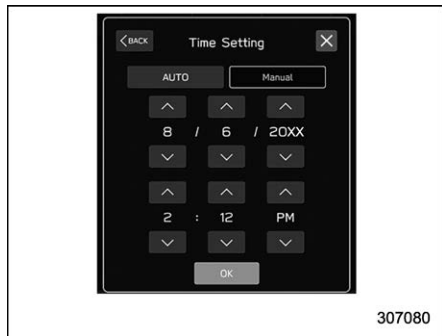 BACK Time Setting X
AUTO Manual
8 / 6 / 20XX
2 : 12 PM
OK
307080